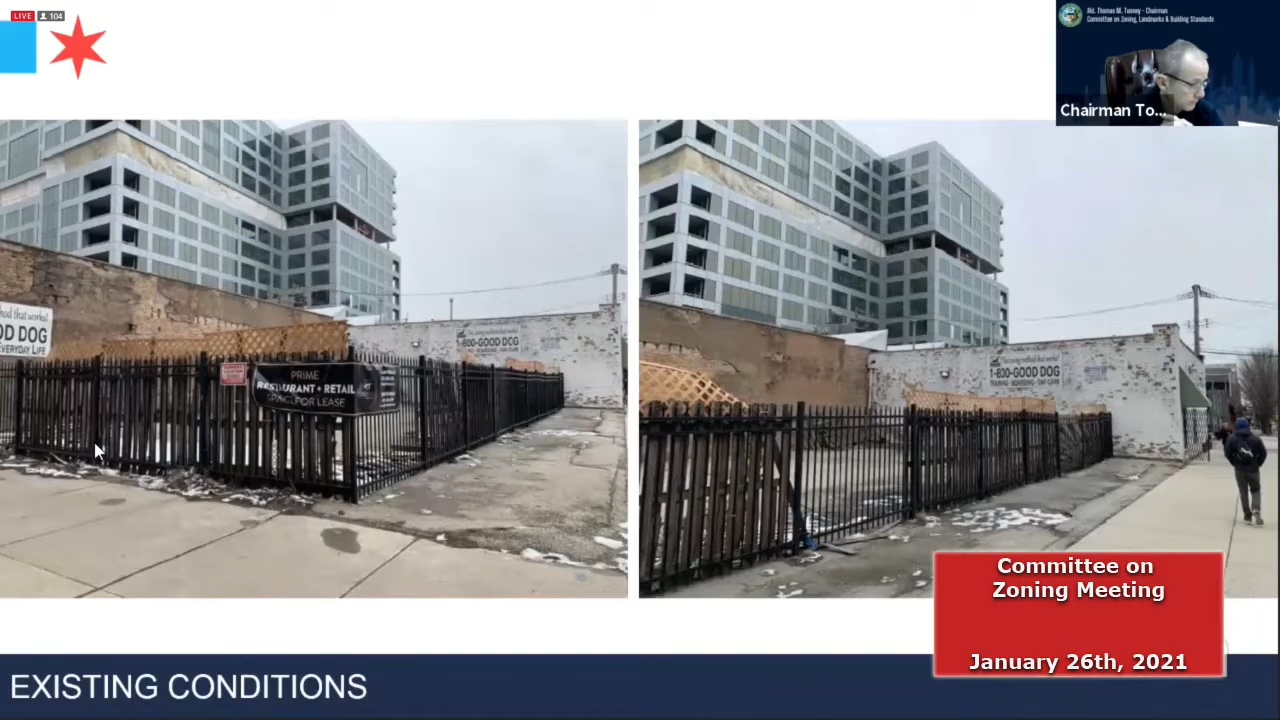 LIVE 104
Ald. Thomas M. Tunney - Chairman
Committee on Zoning, Landmarks & Building Standards
Chairman To...
OD DOG
EVERYDAY LIFE
PRIME
RESTAURANT + RETAIL
SPACE FOR LEASE
1-800-GOOD DOG
1-800-GOOD DOG
TRAINING - BOARDING - DAY CARE
Committee on
Zoning Meeting
January 26th, 2021
EXISTING CONDITIONS